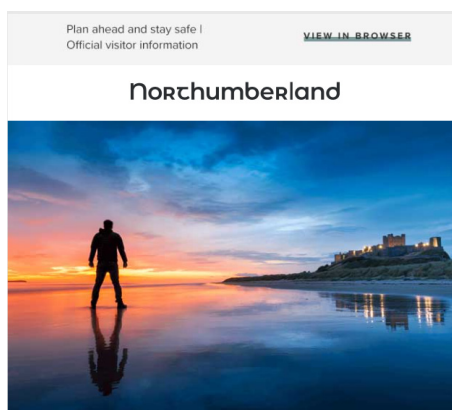 Plan ahead and stay safe |
Official visitor information
VIEW IN BROWSER
Northumberland